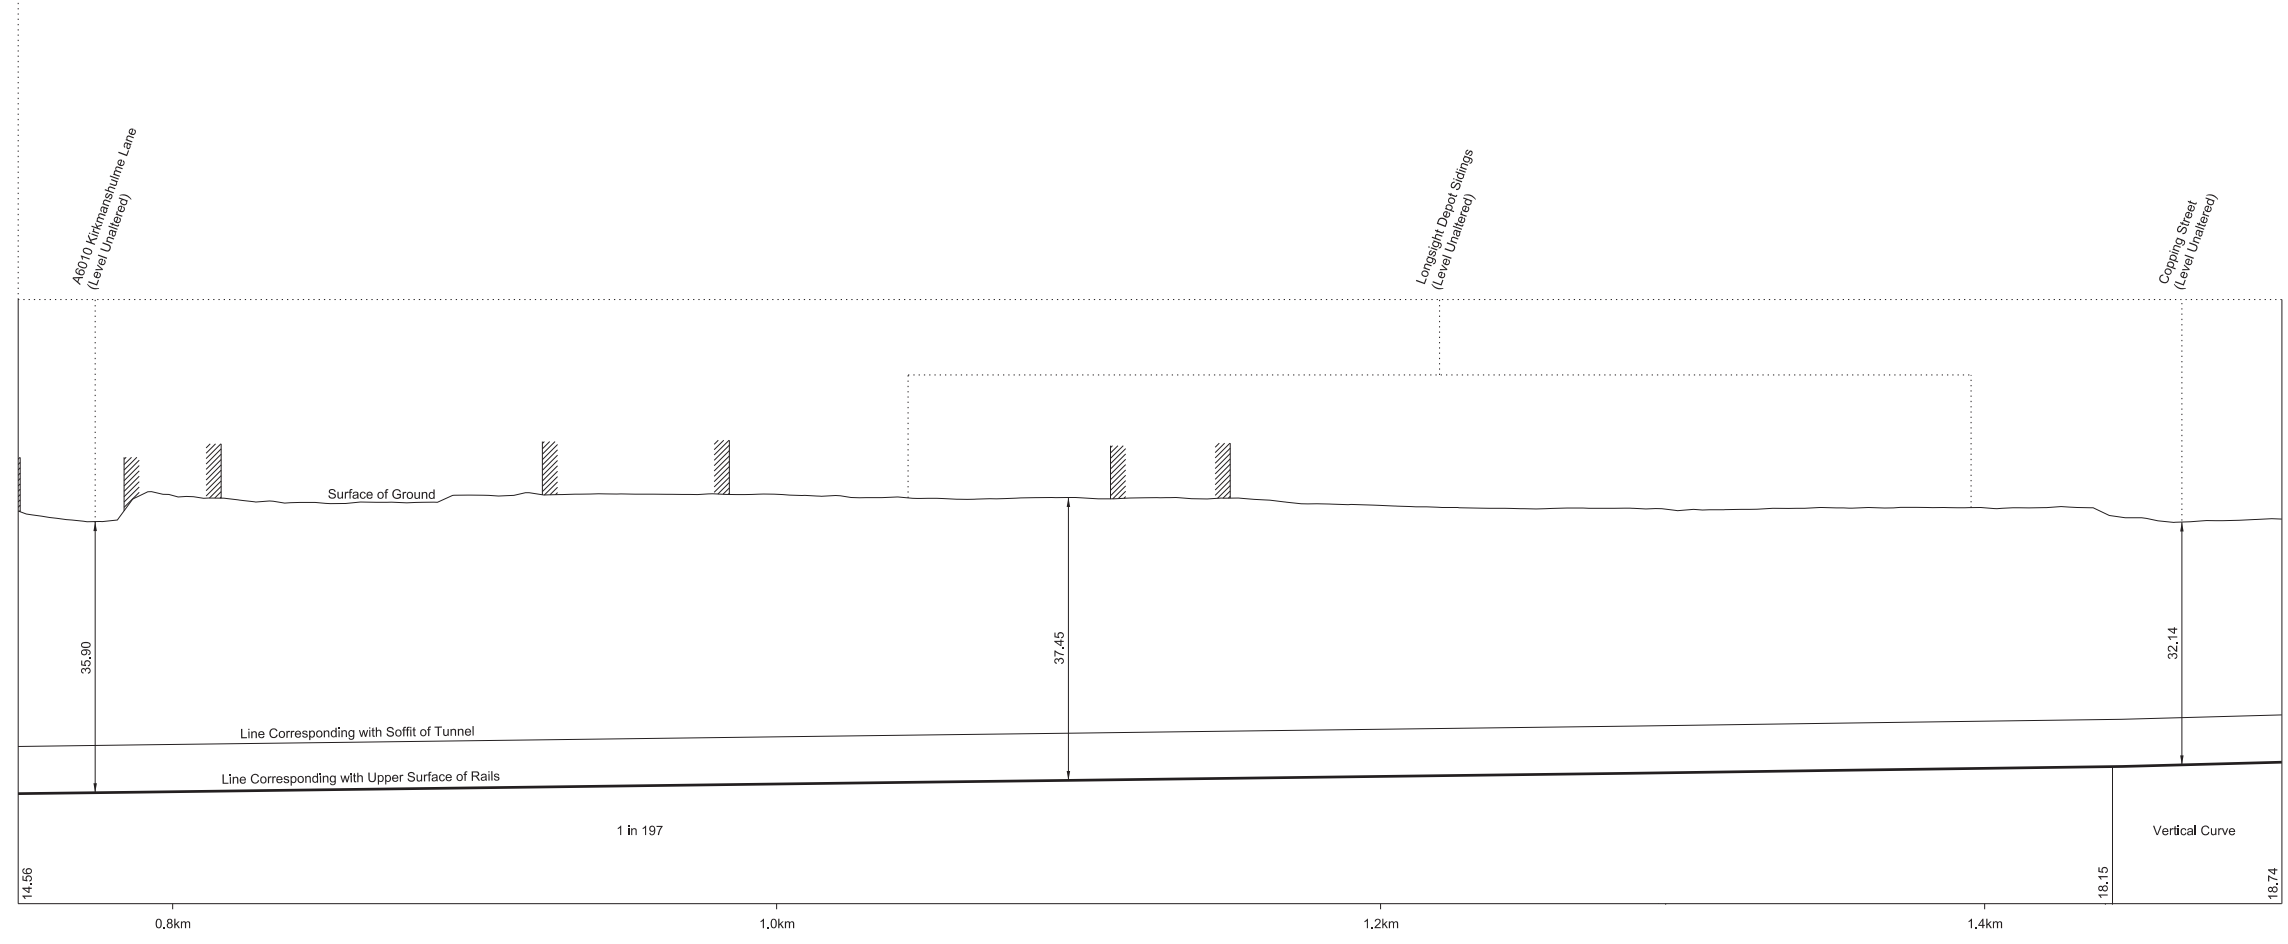 A6010 Kirkmanshulme Lane
(Level Unaltered)
Longsight Depot Sidings
(Level Unaltered)
Copping Street
(Level Unaltered)
Surface of Ground
35.90
37.45
32.14
Line Corresponding with Soffit of Tunnel
Line Corresponding with Upper Surface of Rails
1 in 197
Vertical Curve
14.56
18.15
18.74
0.8km
1.0km
1.2km
1.4km